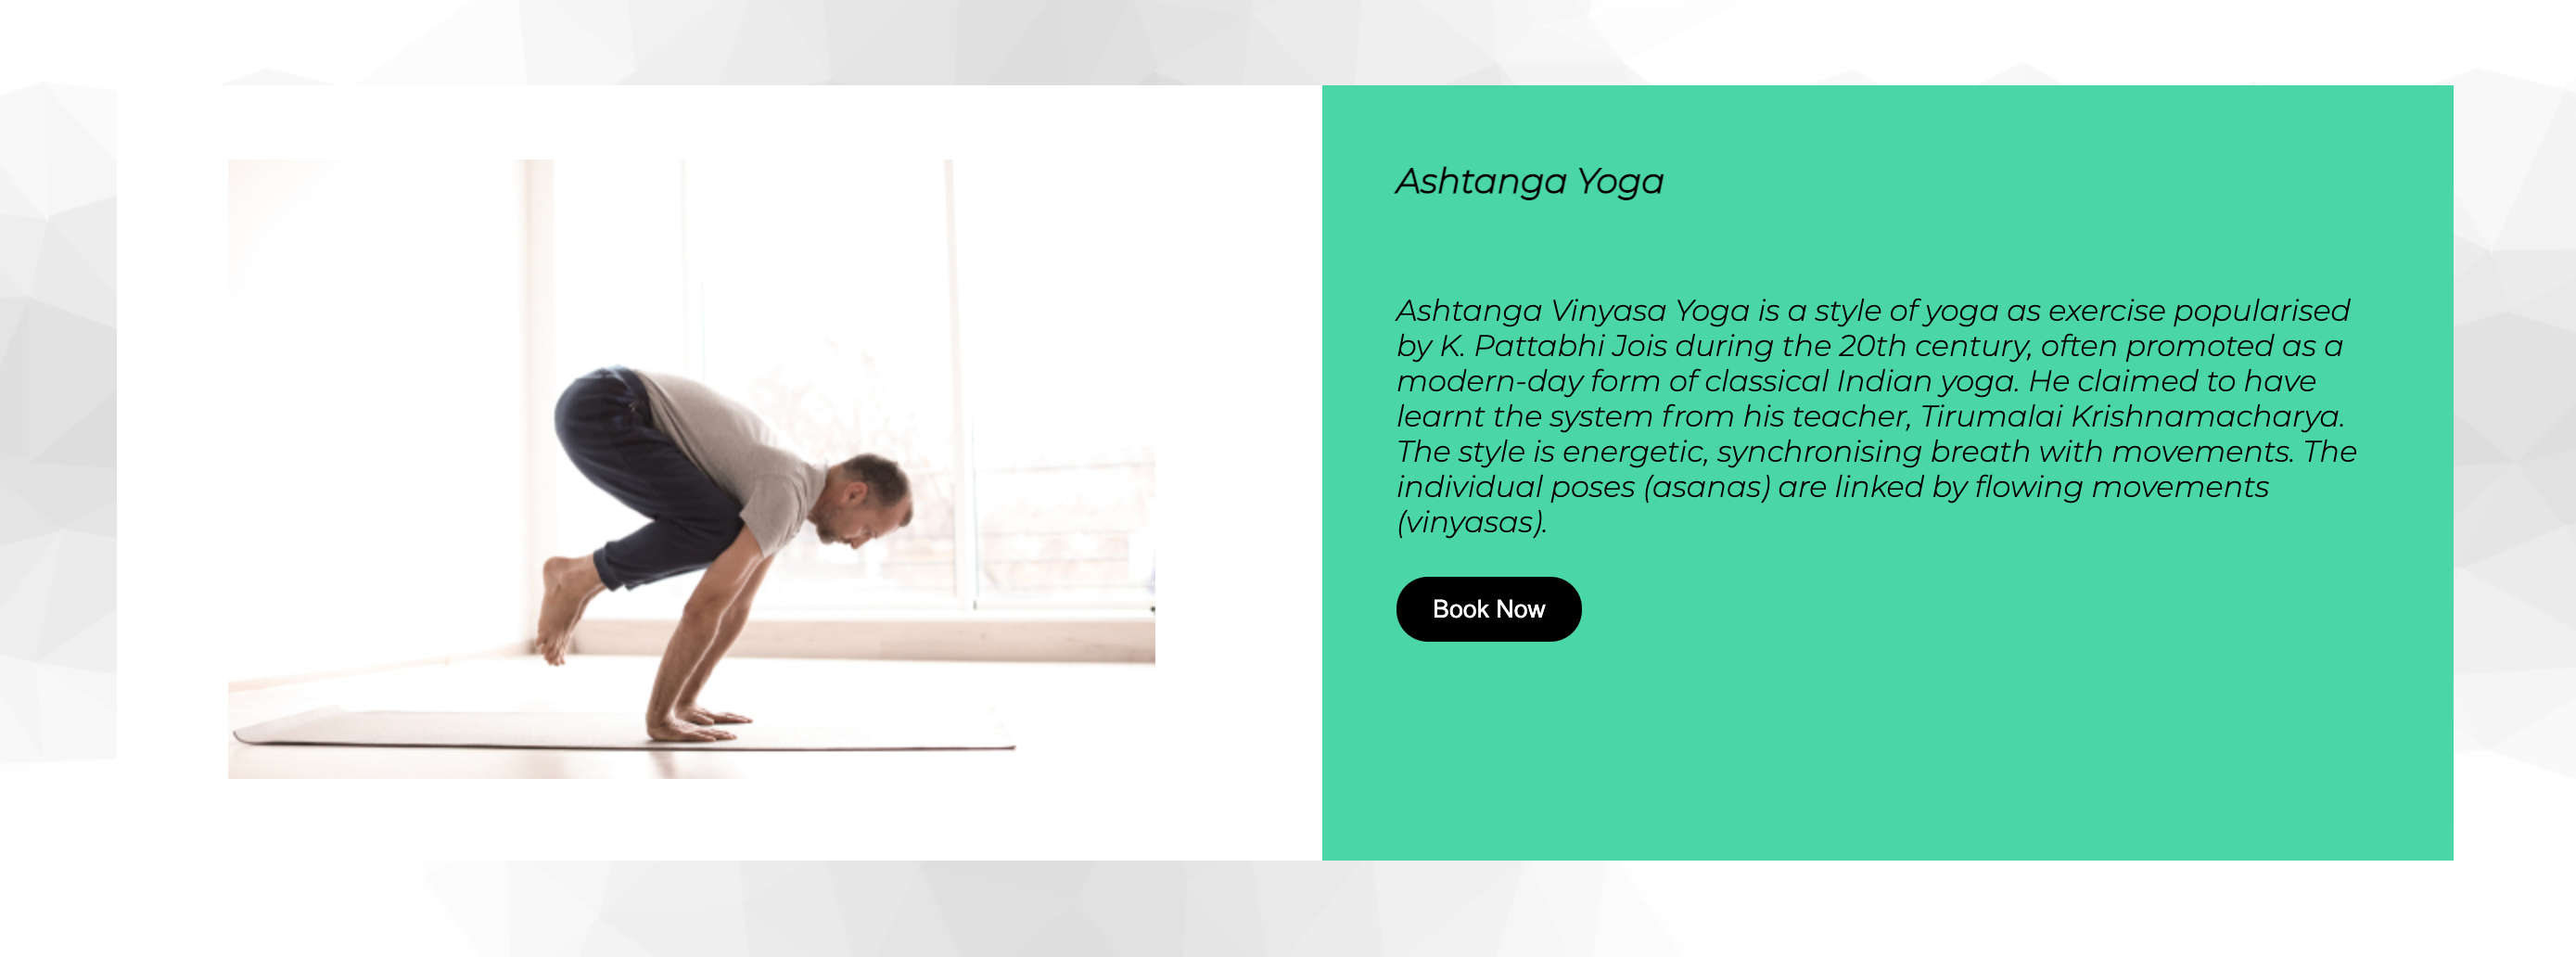 Ashtanga Yoga
Ashtanga Vinyasa Yoga is a style of yoga as exercise popularised
by K. Pattabhi Jois during the 20th century, often promoted as a
modern-day form of classical Indian yoga. He claimed to have
learnt the system from his teacher, Tirumalai Krishnamacharya.
The style is energetic, synchronising breath with movements. The
individual poses (asanas) are linked by flowing movements
(vinyasas).
Book Now